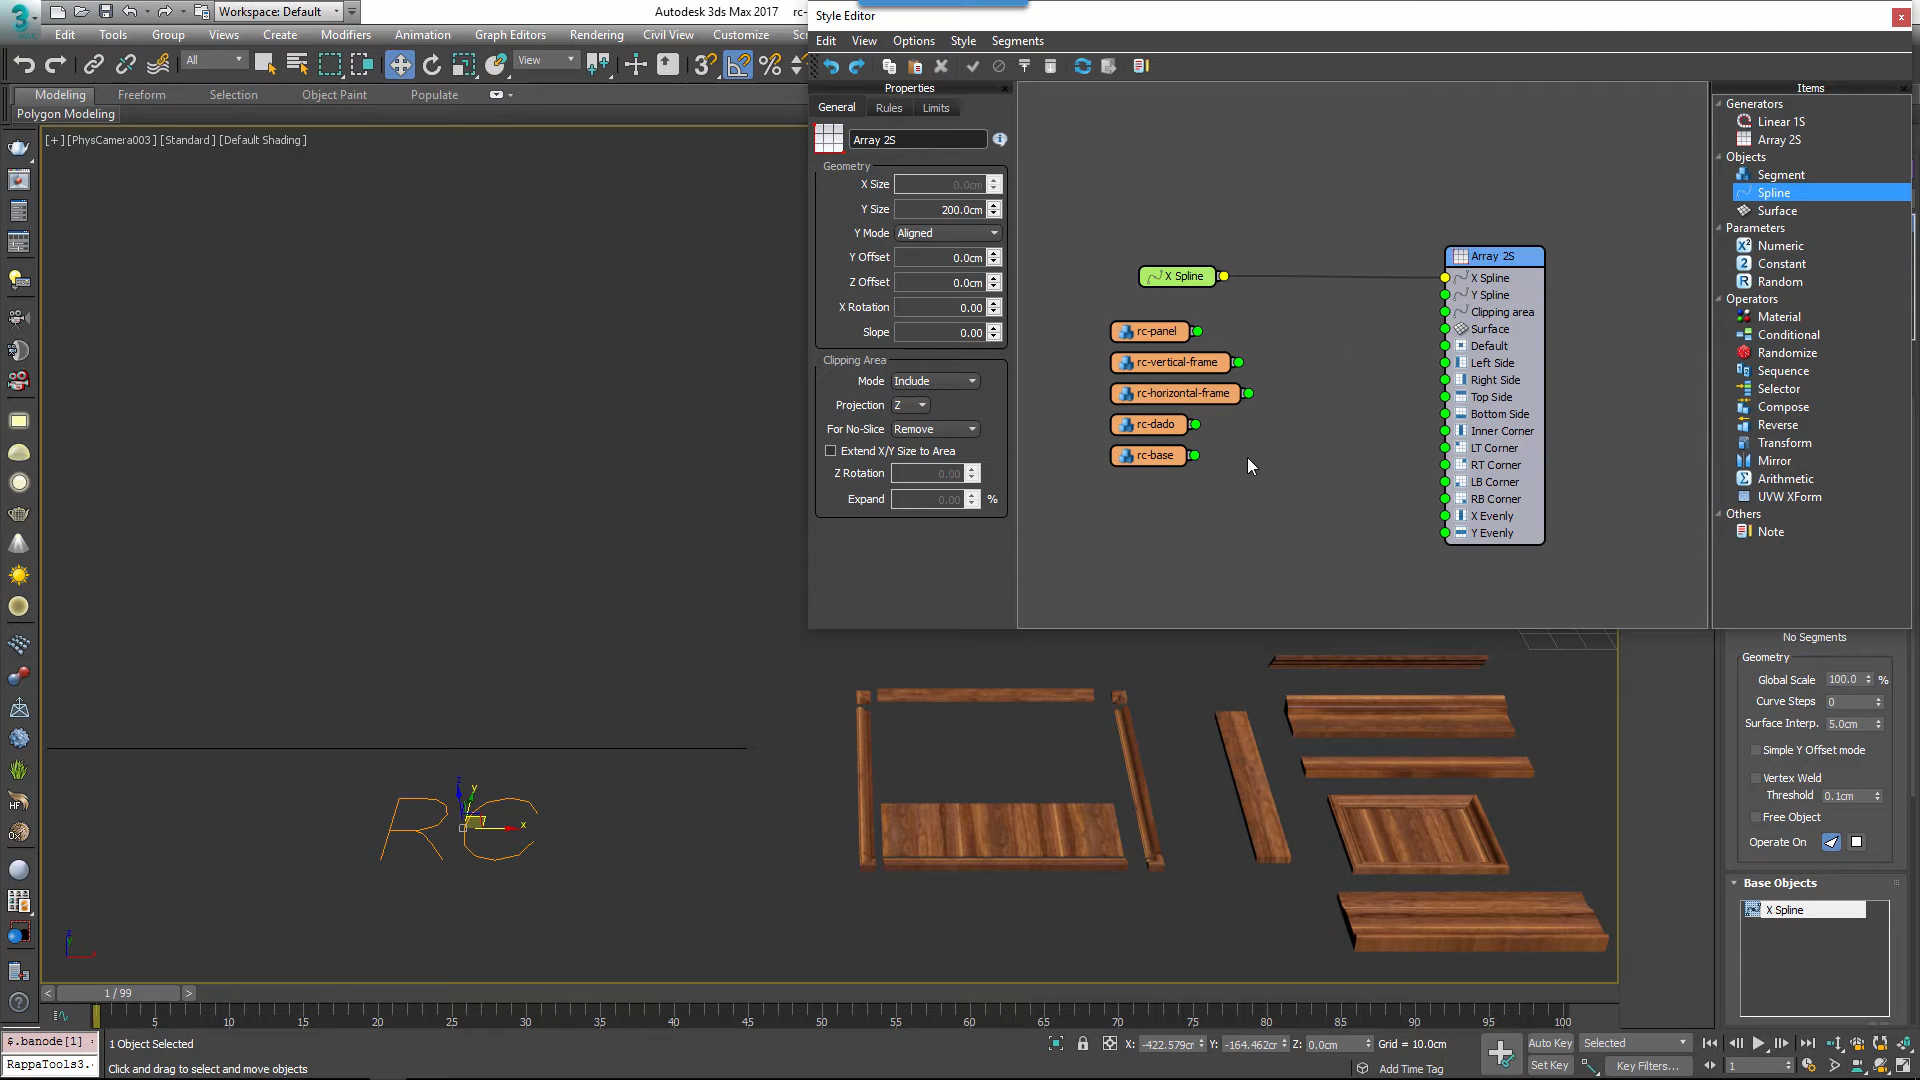 Workspace: Default
Autodesk 3ds Max 2017
rc-
Style Editor
Edit Tools Group Views Create Modifiers Animation Graph Editors Rendering Civil View Customize
Edit View Options Style Segments
All
View
Modeling Freeform Selection Object Paint Populate
Polygon Modeling
[+] [PhysCamera003] [Standard] [Default Shading]
Properties
General Rules Limits
Array 2S
Geometry
X Size 0.0cm
Y Size 200.0cm
Y Mode Aligned
Y Offset 0.0cm
Z Offset 0.0cm
X Rotation 0.00
Slope 0.00
Clipping Area
Mode Include
Projection Z
For No-Slice Remove
Extend X/Y Size to Area
Z Rotation 0.00
Expand 0.00 %
X Spline
rc-panel
rc-vertical-frame
rc-horizontal-frame
rc-dado
rc-base
Array 2S
X Spline
Y Spline
Clipping area
Surface
Default
Left Side
Right Side
Top Side
Bottom Side
Inner Corner
LT Corner
RT Corner
LB Corner
RB Corner
X Evenly
Y Evenly
Items
Generators
Linear 1S
Array 2S
Objects
Segment
Spline
Surface
Parameters
Numeric
Constant
Random
Operators
Material
Conditional
Randomize
Sequence
Selector
Compose
Reverse
Transform
Mirror
Arithmetic
UVW XForm
Others
Note
No Segments
Geometry
Global Scale 100.0 %
Curve Steps 0
Surface Interp. 5.0cm
Simple Y Offset mode
Vertex Weld
Threshold 0.1cm
Free Object
Operate On
Base Objects
X Spline
RC
z y x
1 / 99
5 10 15 20 25 30 35 40 45 50 55 60 65 70 75 80 85 90 95 100
$.banode[1]
RappaTools3.
1 Object Selected
Click and drag to select and move objects
X: -422.579cr Y: -164.462cr Z: 0.0cm Grid = 10.0cm
Add Time Tag
Auto Key Selected
Set Key Key Filters...
1